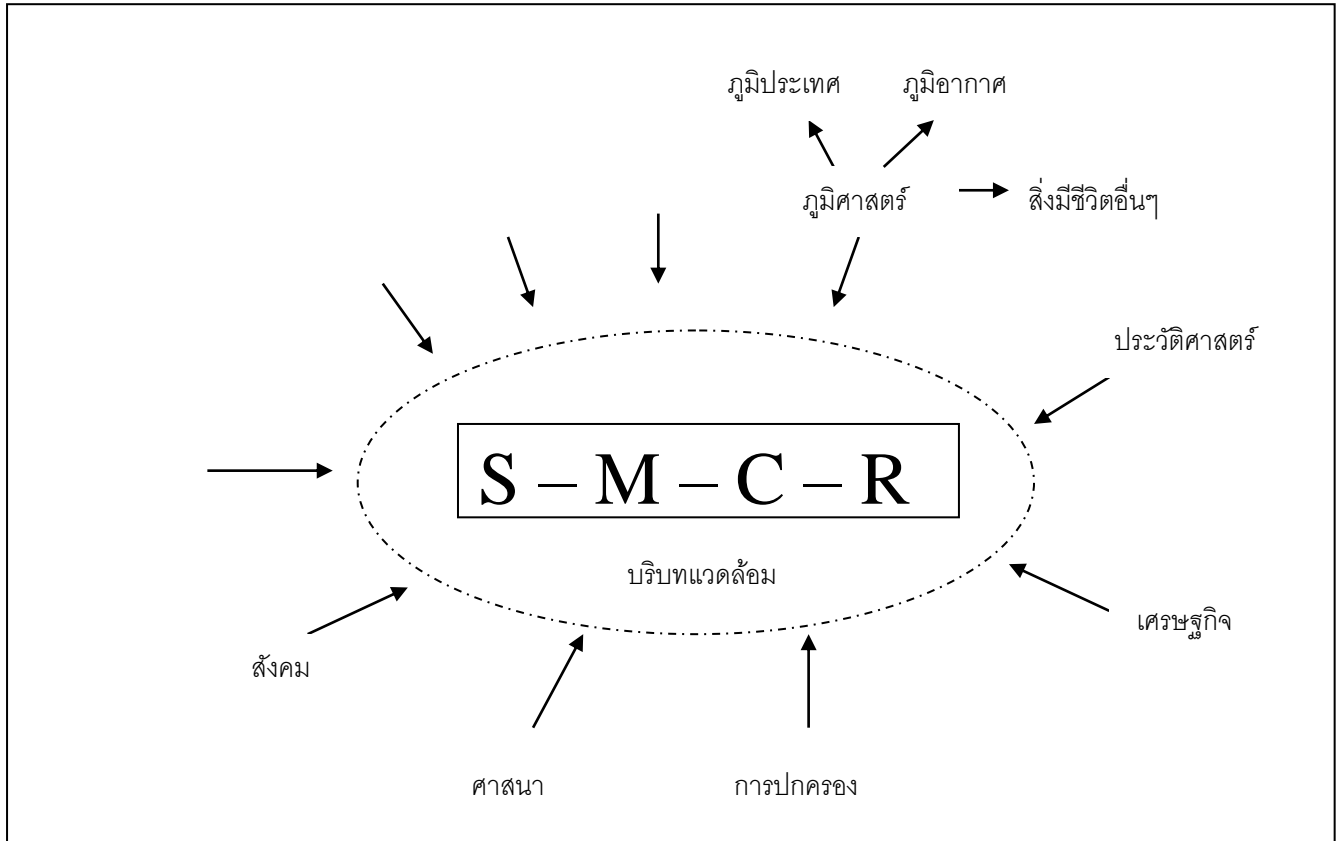 ภูมิประเทศ ภูมิอากาศ
ภูมิศาสตร์ สิ่งมีชีวิตอื่นๆ
ประวัติศาสตร์
S – M – C – R
บริบทแวดล้อม
เศรษฐกิจ
สังคม
ศาสนา การปกครอง